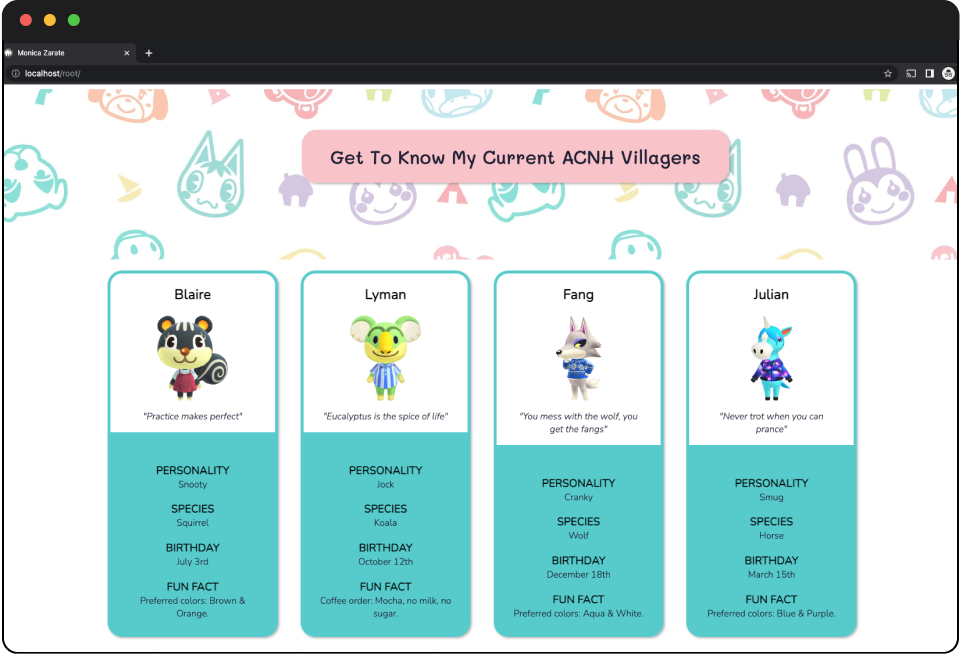 Monica Zarate
localhost/root/
Get To Know My Current ACNH Villagers
Blaire
"Practice makes perfect"
PERSONALITY
Snooty
SPECIES
Squirrel
BIRTHDAY
July 3rd
FUN FACT
Preferred colors: Brown &
Orange.
Lyman
"Eucalyptus is the spice of life"
PERSONALITY
Jock
SPECIES
Koala
BIRTHDAY
October 12th
FUN FACT
Coffee order: Mocha, no milk, no
sugar.
Fang
"You mess with the wolf, you
get the fangs"
PERSONALITY
Cranky
SPECIES
Wolf
BIRTHDAY
December 18th
FUN FACT
Preferred colors: Aqua & White.
Julian
"Never trot when you can
prance"
PERSONALITY
Smug
SPECIES
Horse
BIRTHDAY
March 15th
FUN FACT
Preferred colors: Blue & Purple.